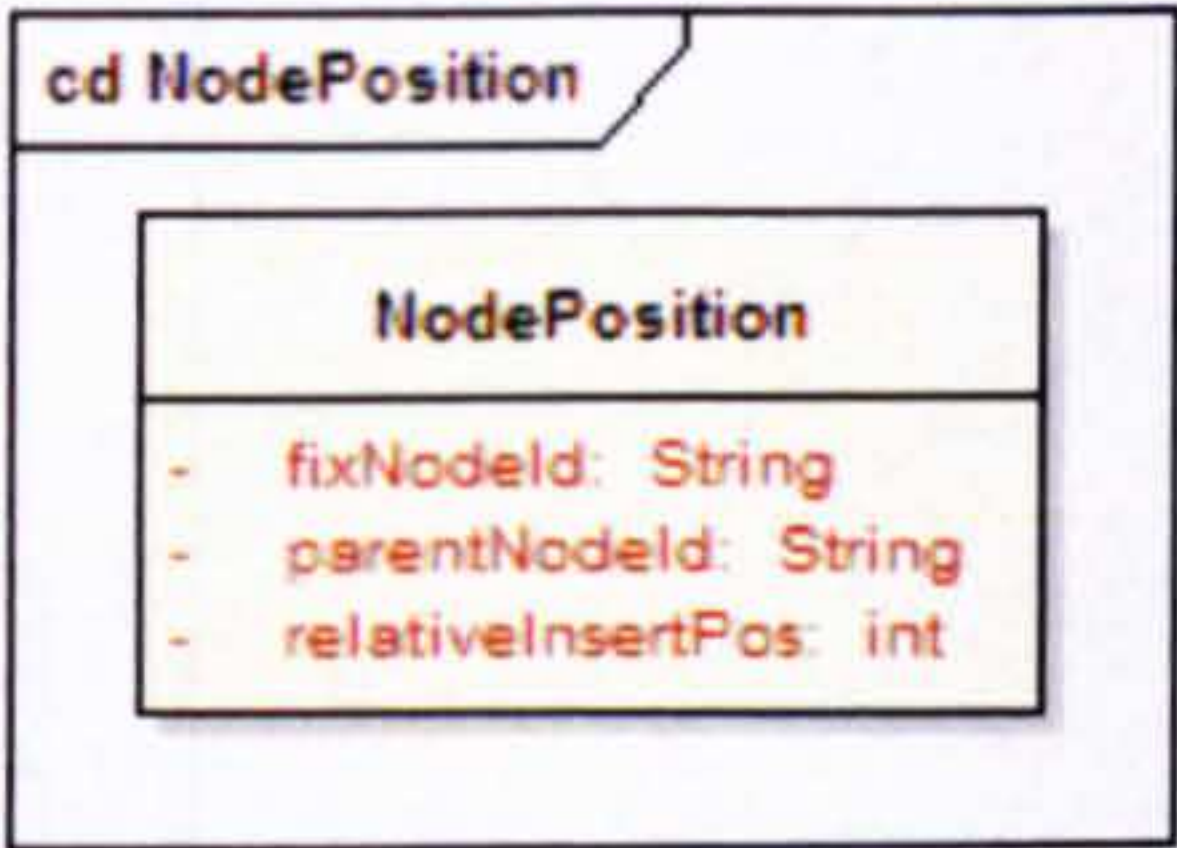 cd NodePosition
NodePosition
- fixNodeId: String
- parentNodeId: String
- relativeInsertPos: int